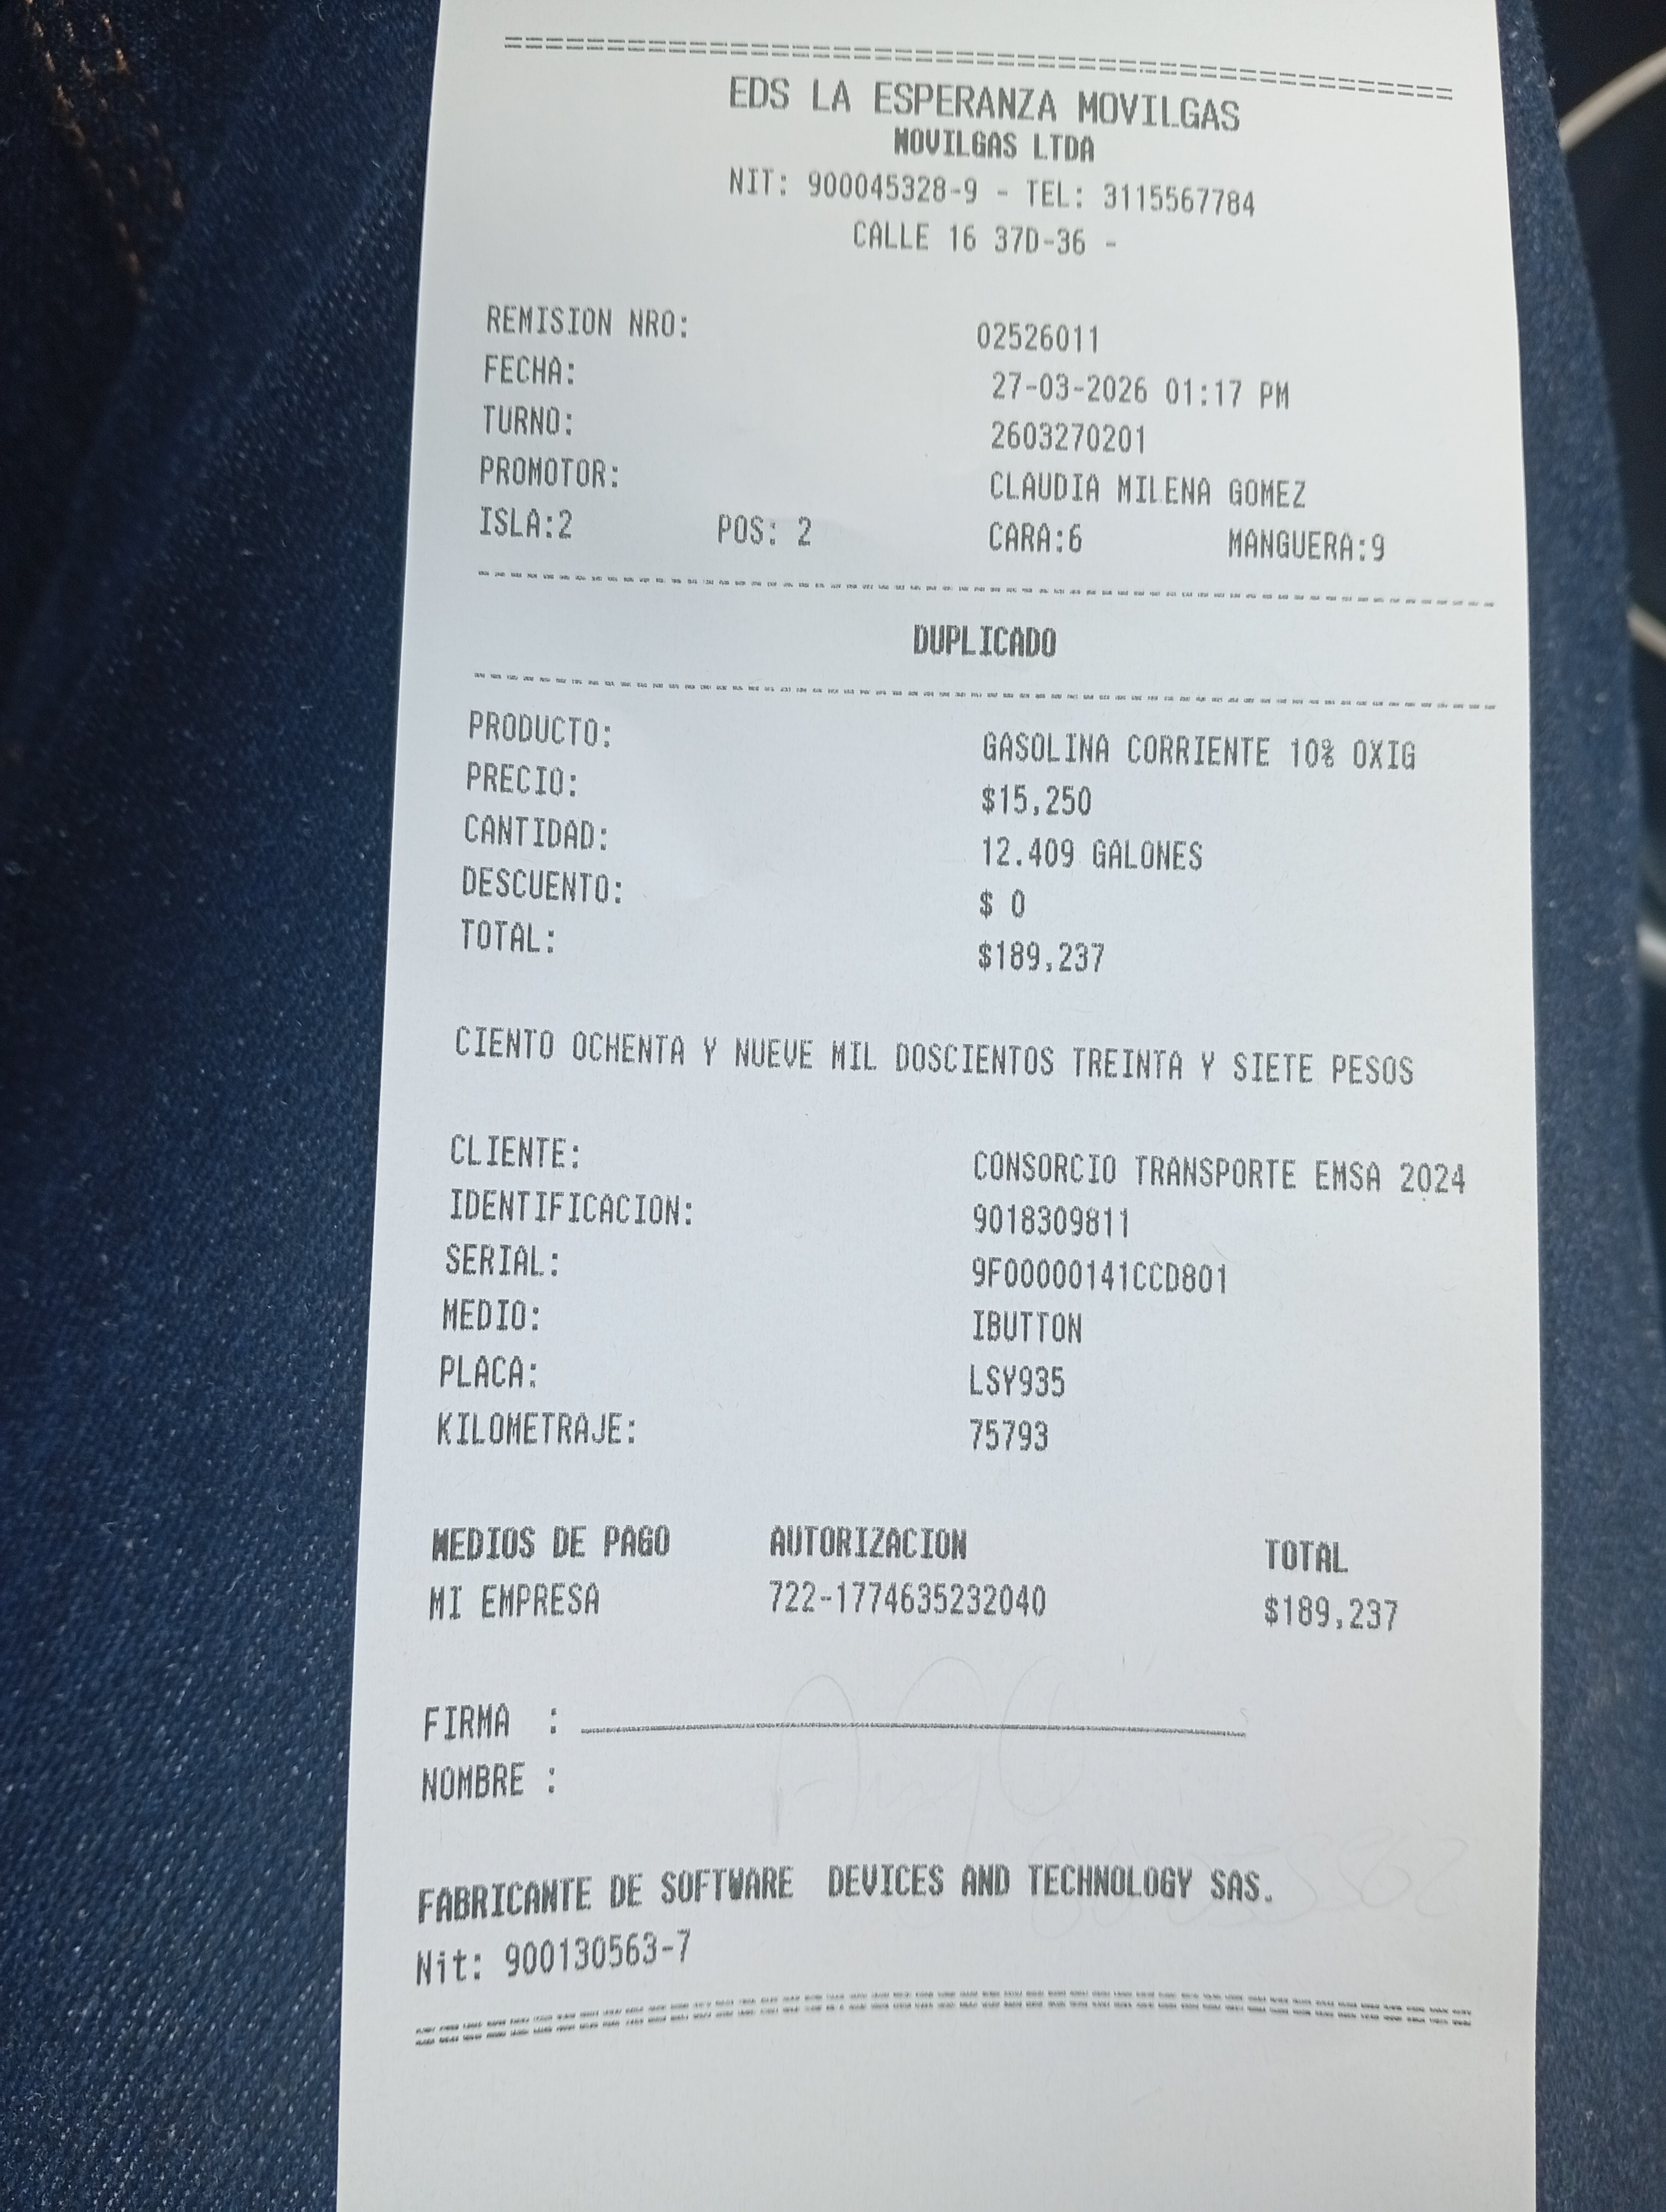 EDS LA ESPERANZA MOVILGAS
MOVILGAS LTDA
NIT: 900045328-9 - TEL: 3115567784
CALLE 16 37D-36 -
REMISION NRO: 02526011
FECHA: 27-03-2026 01:17 PM
TURNO: 2603270201
PROMOTOR: CLAUDIA MILENA GOMEZ
ISLA:2 POS: 2 CARA:6 MANGUERA:9
DUPLICADO
PRODUCTO: GASOLINA CORRIENTE 10% OXIG
PRECIO: $15,250
CANTIDAD: 12.409 GALONES
DESCUENTO: $ 0
TOTAL: $189,237
CIENTO OCHENTA Y NUEVE MIL DOSCIENTOS TREINTA Y SIETE PESOS
CLIENTE: CONSORCIO TRANSPORTE EMSA 2024
IDENTIFICACION: 9018309811
SERIAL: 9F00000141CCD801
MEDIO: IBUTTON
PLACA: LSY935
KILOMETRAJE: 75793
MEDIOS DE PAGO AUTORIZACION TOTAL
MI EMPRESA 722-1774635232040 $189,237
FIRMA :
NOMBRE :
FABRICANTE DE SOFTWARE DEVICES AND TECHNOLOGY SAS.
Nit: 900130563-7